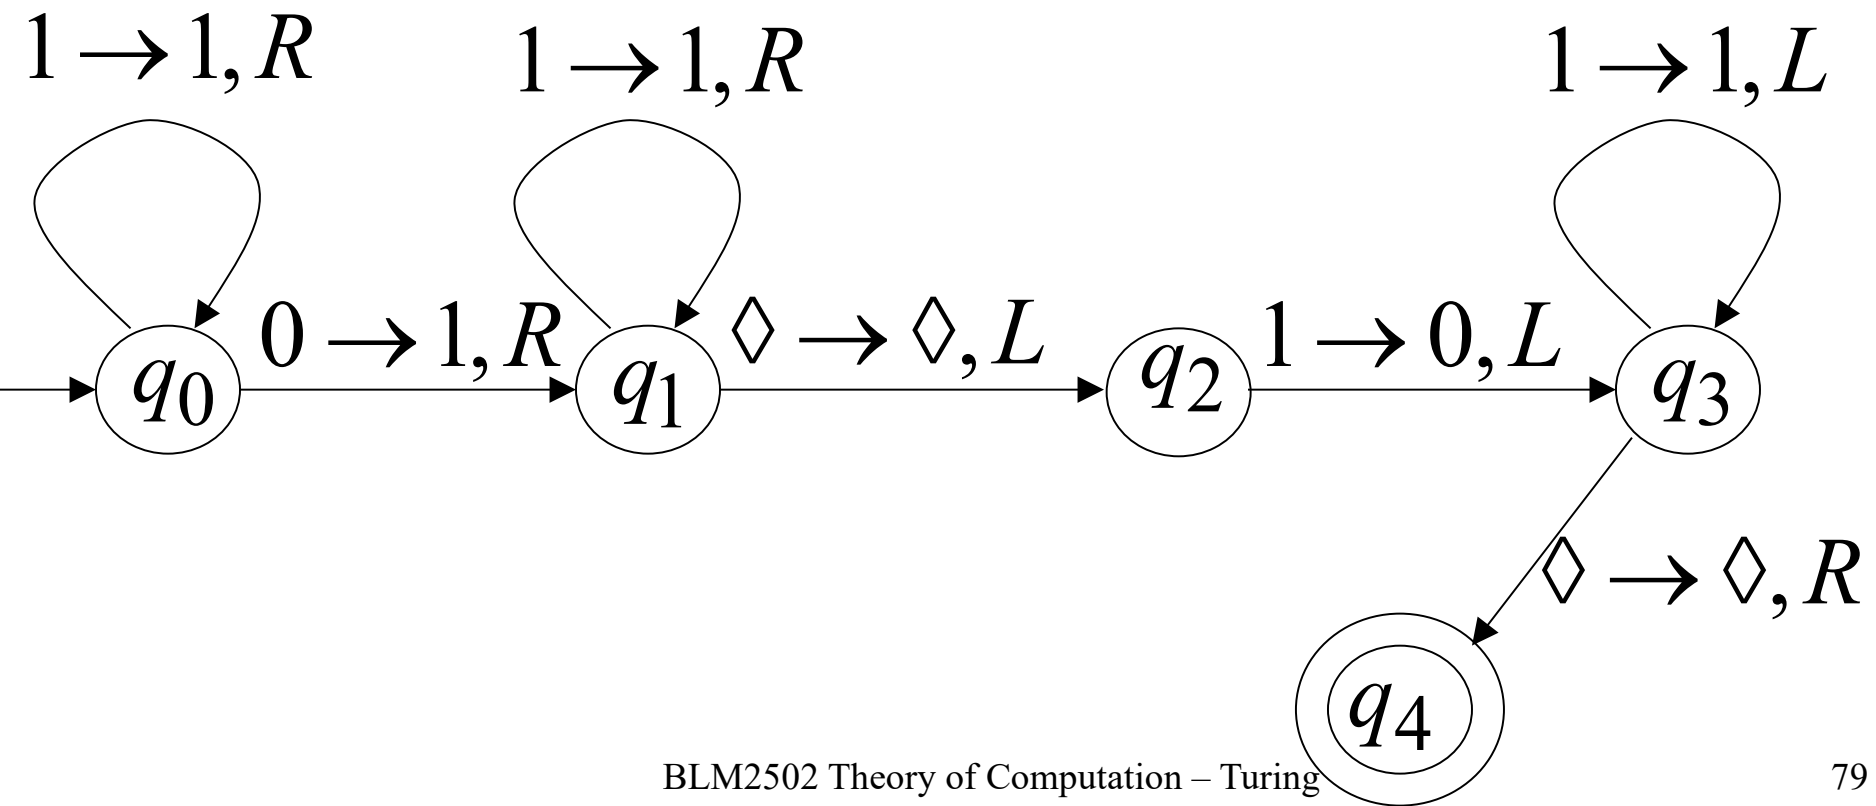 1 → 1, R
1 → 1, R
1 → 1, L
0 → 1, R
◊ → ◊, L
1 → 0, L
q0
q1
q2
q3
◊ → ◊, R
q4
BLM2502 Theory of Computation – Turing
79